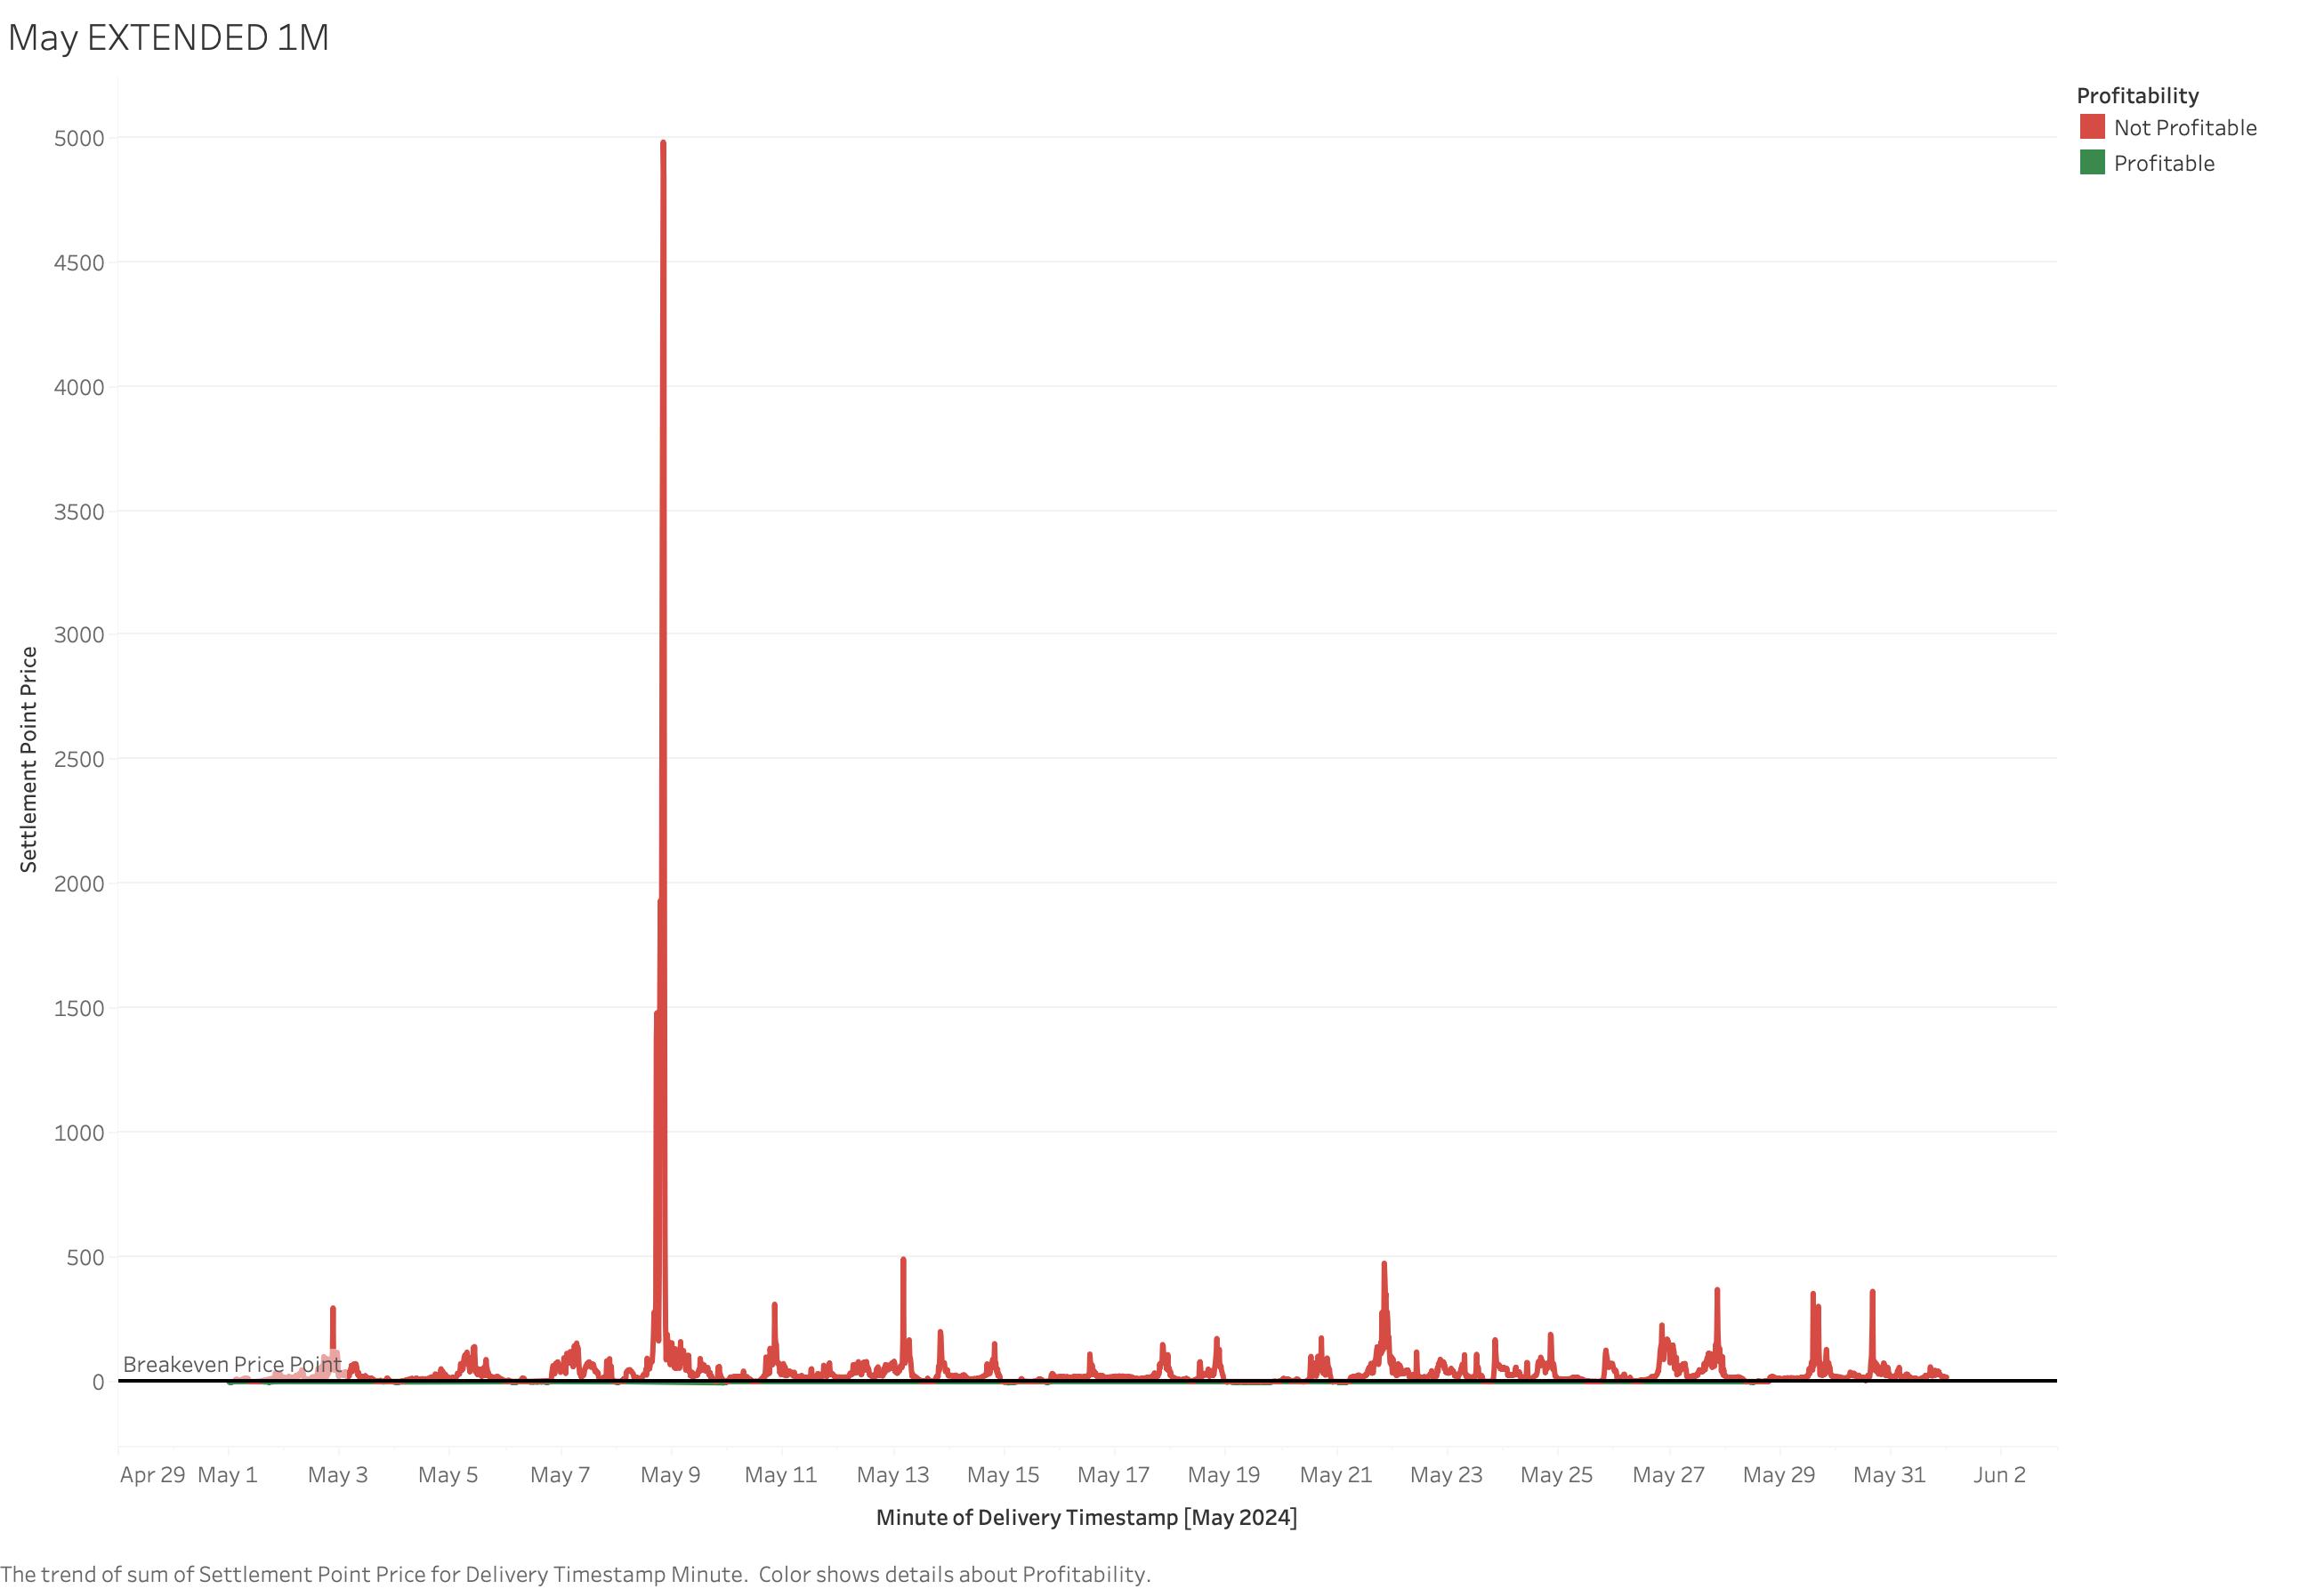 May EXTENDED 1M
Profitability
Not Profitable
Profitable
5000
4500
4000
3500
3000
2500
2000
1500
1000
500
0
Settlement Point Price
Breakeven Price Point
Apr 29 May 1 May 3 May 5 May 7 May 9 May 11 May 13 May 15 May 17 May 19 May 21 May 23 May 25 May 27 May 29 May 31 Jun 2
Minute of Delivery Timestamp [May 2024]
The trend of sum of Settlement Point Price for Delivery Timestamp Minute.  Color shows details about Profitability.